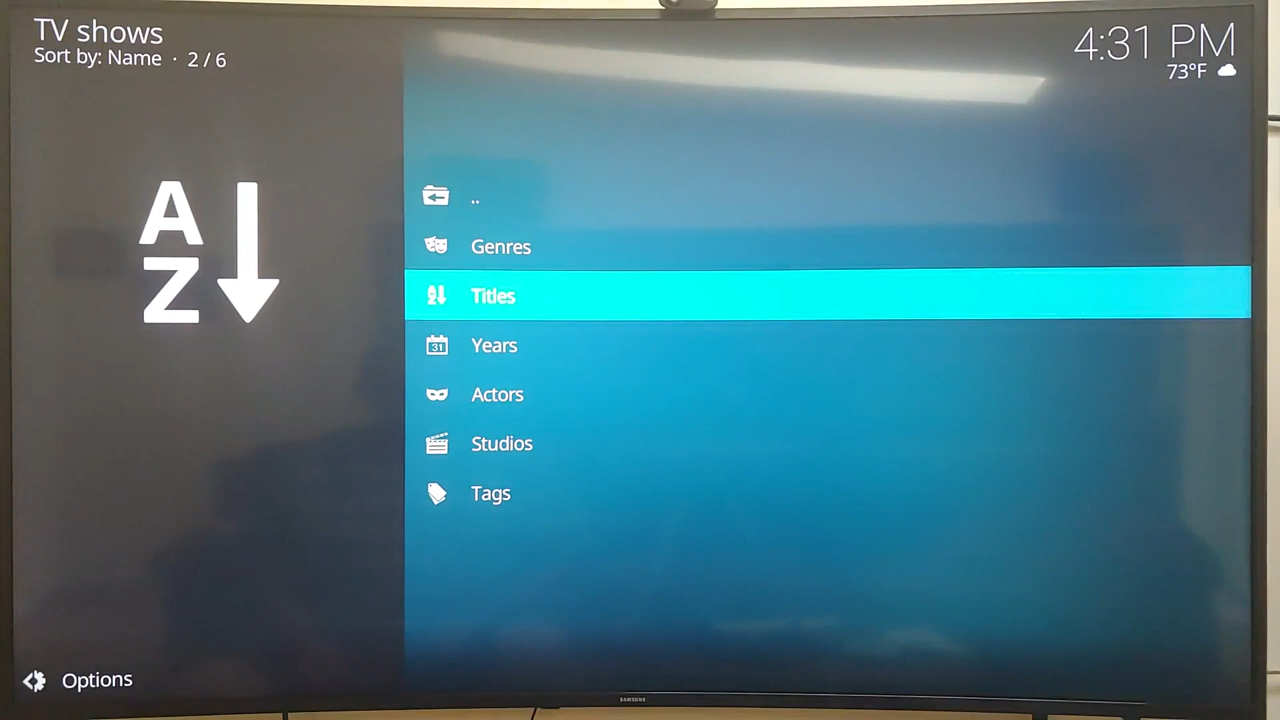 TV shows
Sort by: Name · 2 / 6
4:31 PM
73°F
A
Z
..
Genres
Titles
Years
31
Actors
Studios
Tags
Options
SAMSUNG